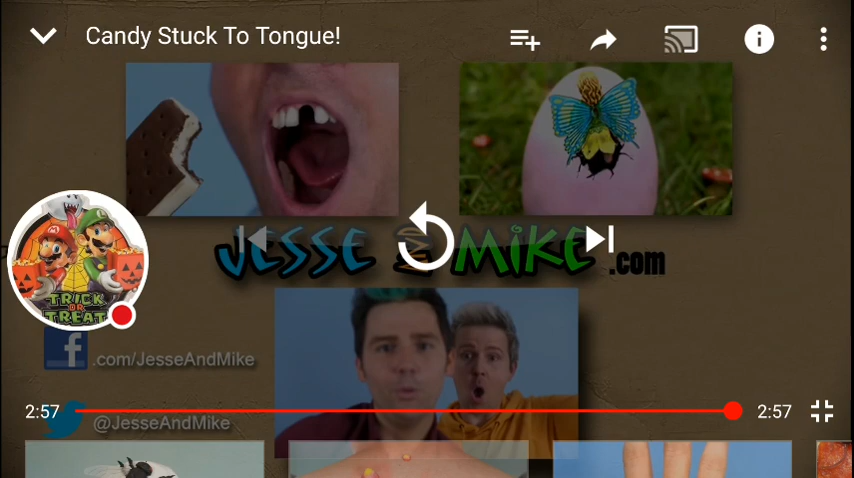 Candy Stuck To Tongue!
JESSE & MIKE .com
TRICK
OR
TREAT
f .com/JesseAndMike
2:57
2:57
@JesseAndMike